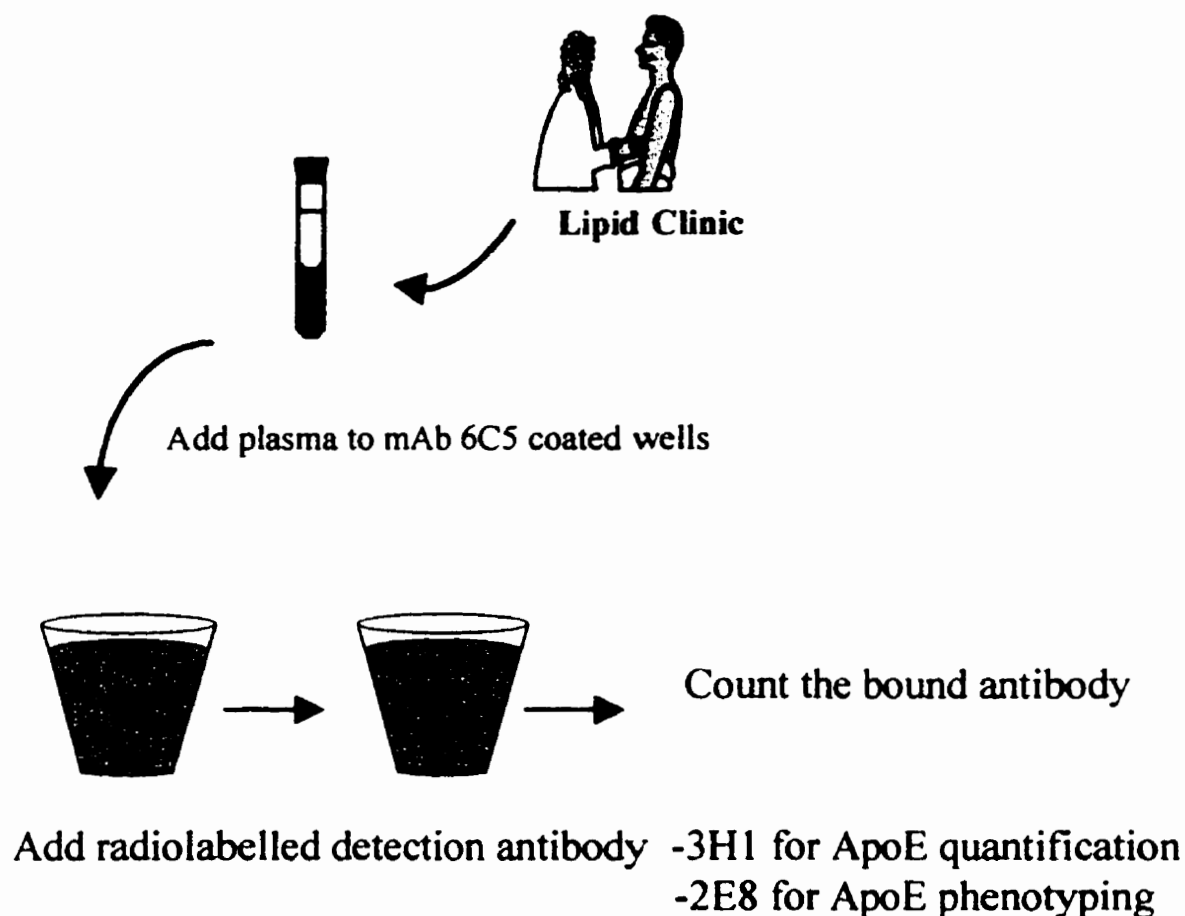 Lipid Clinic
Add plasma to mAb 6C5 coated wells
Count the bound antibody
Add radiolabelled detection antibody -3H1 for ApoE quantification
-2E8 for ApoE phenotyping